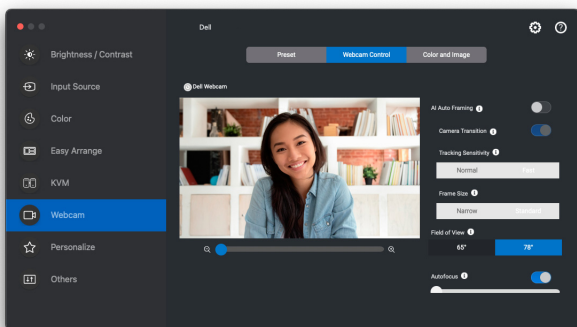 Dell
Brightness / Contrast
Input Source
Color
Easy Arrange
KVM
Webcam
Personalize
Others
Preset
Webcam Control
Color and Image
Dell Webcam
AI Auto Framing
Camera Transition
Tracking Sensitivity
Normal
Fast
Frame Size
Narrow
Standard
Field of View
65°
78°
Autofocus